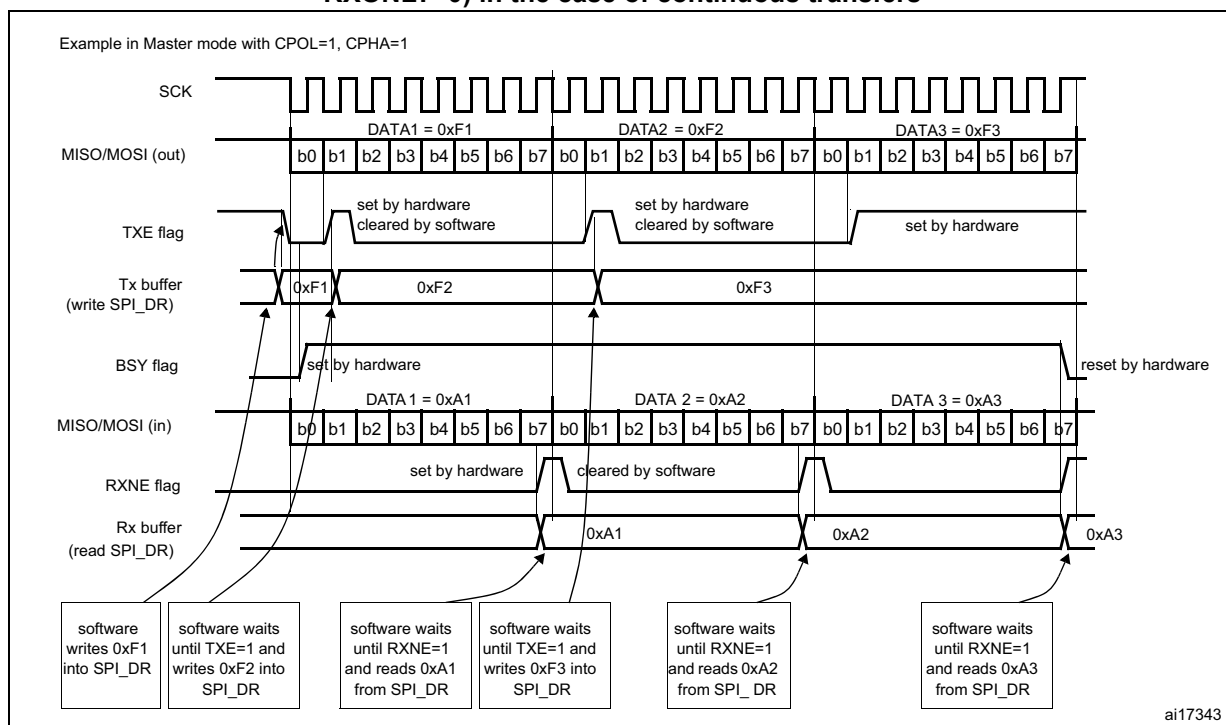 RXONLY=0) in the case of continuous transfers
Example in Master mode with CPOL=1, CPHA=1
SCK
DATA1 = 0xF1 DATA2 = 0xF2 DATA3 = 0xF3
MISO/MOSI (out) b0 b1 b2 b3 b4 b5 b6 b7 b0 b1 b2 b3 b4 b5 b6 b7 b0 b1 b2 b3 b4 b5 b6 b7
set by hardware
cleared by software
set by hardware
cleared by software
set by hardware
TXE flag
Tx buffer
(write SPI_DR)
0xF1 0xF2 0xF3
BSY flag
set by hardware
reset by hardware
DATA 1 = 0xA1 DATA 2 = 0xA2 DATA 3 = 0xA3
MISO/MOSI (in) b0 b1 b2 b3 b4 b5 b6 b7 b0 b1 b2 b3 b4 b5 b6 b7 b0 b1 b2 b3 b4 b5 b6 b7
set by hardware
cleared by software
RXNE flag
Rx buffer
(read SPI_DR)
0xA1 0xA2 0xA3
software
writes 0xF1
into SPI_DR
software waits
until TXE=1 and
writes 0xF2 into
SPI_DR
software waits
until RXNE=1
and reads 0xA1
from SPI_DR
software waits
until TXE=1 and
writes 0xF3 into
SPI_DR
software waits
until RXNE=1
and reads 0xA2
from SPI_ DR
software waits
until RXNE=1
and reads 0xA3
from SPI_DR
ai17343